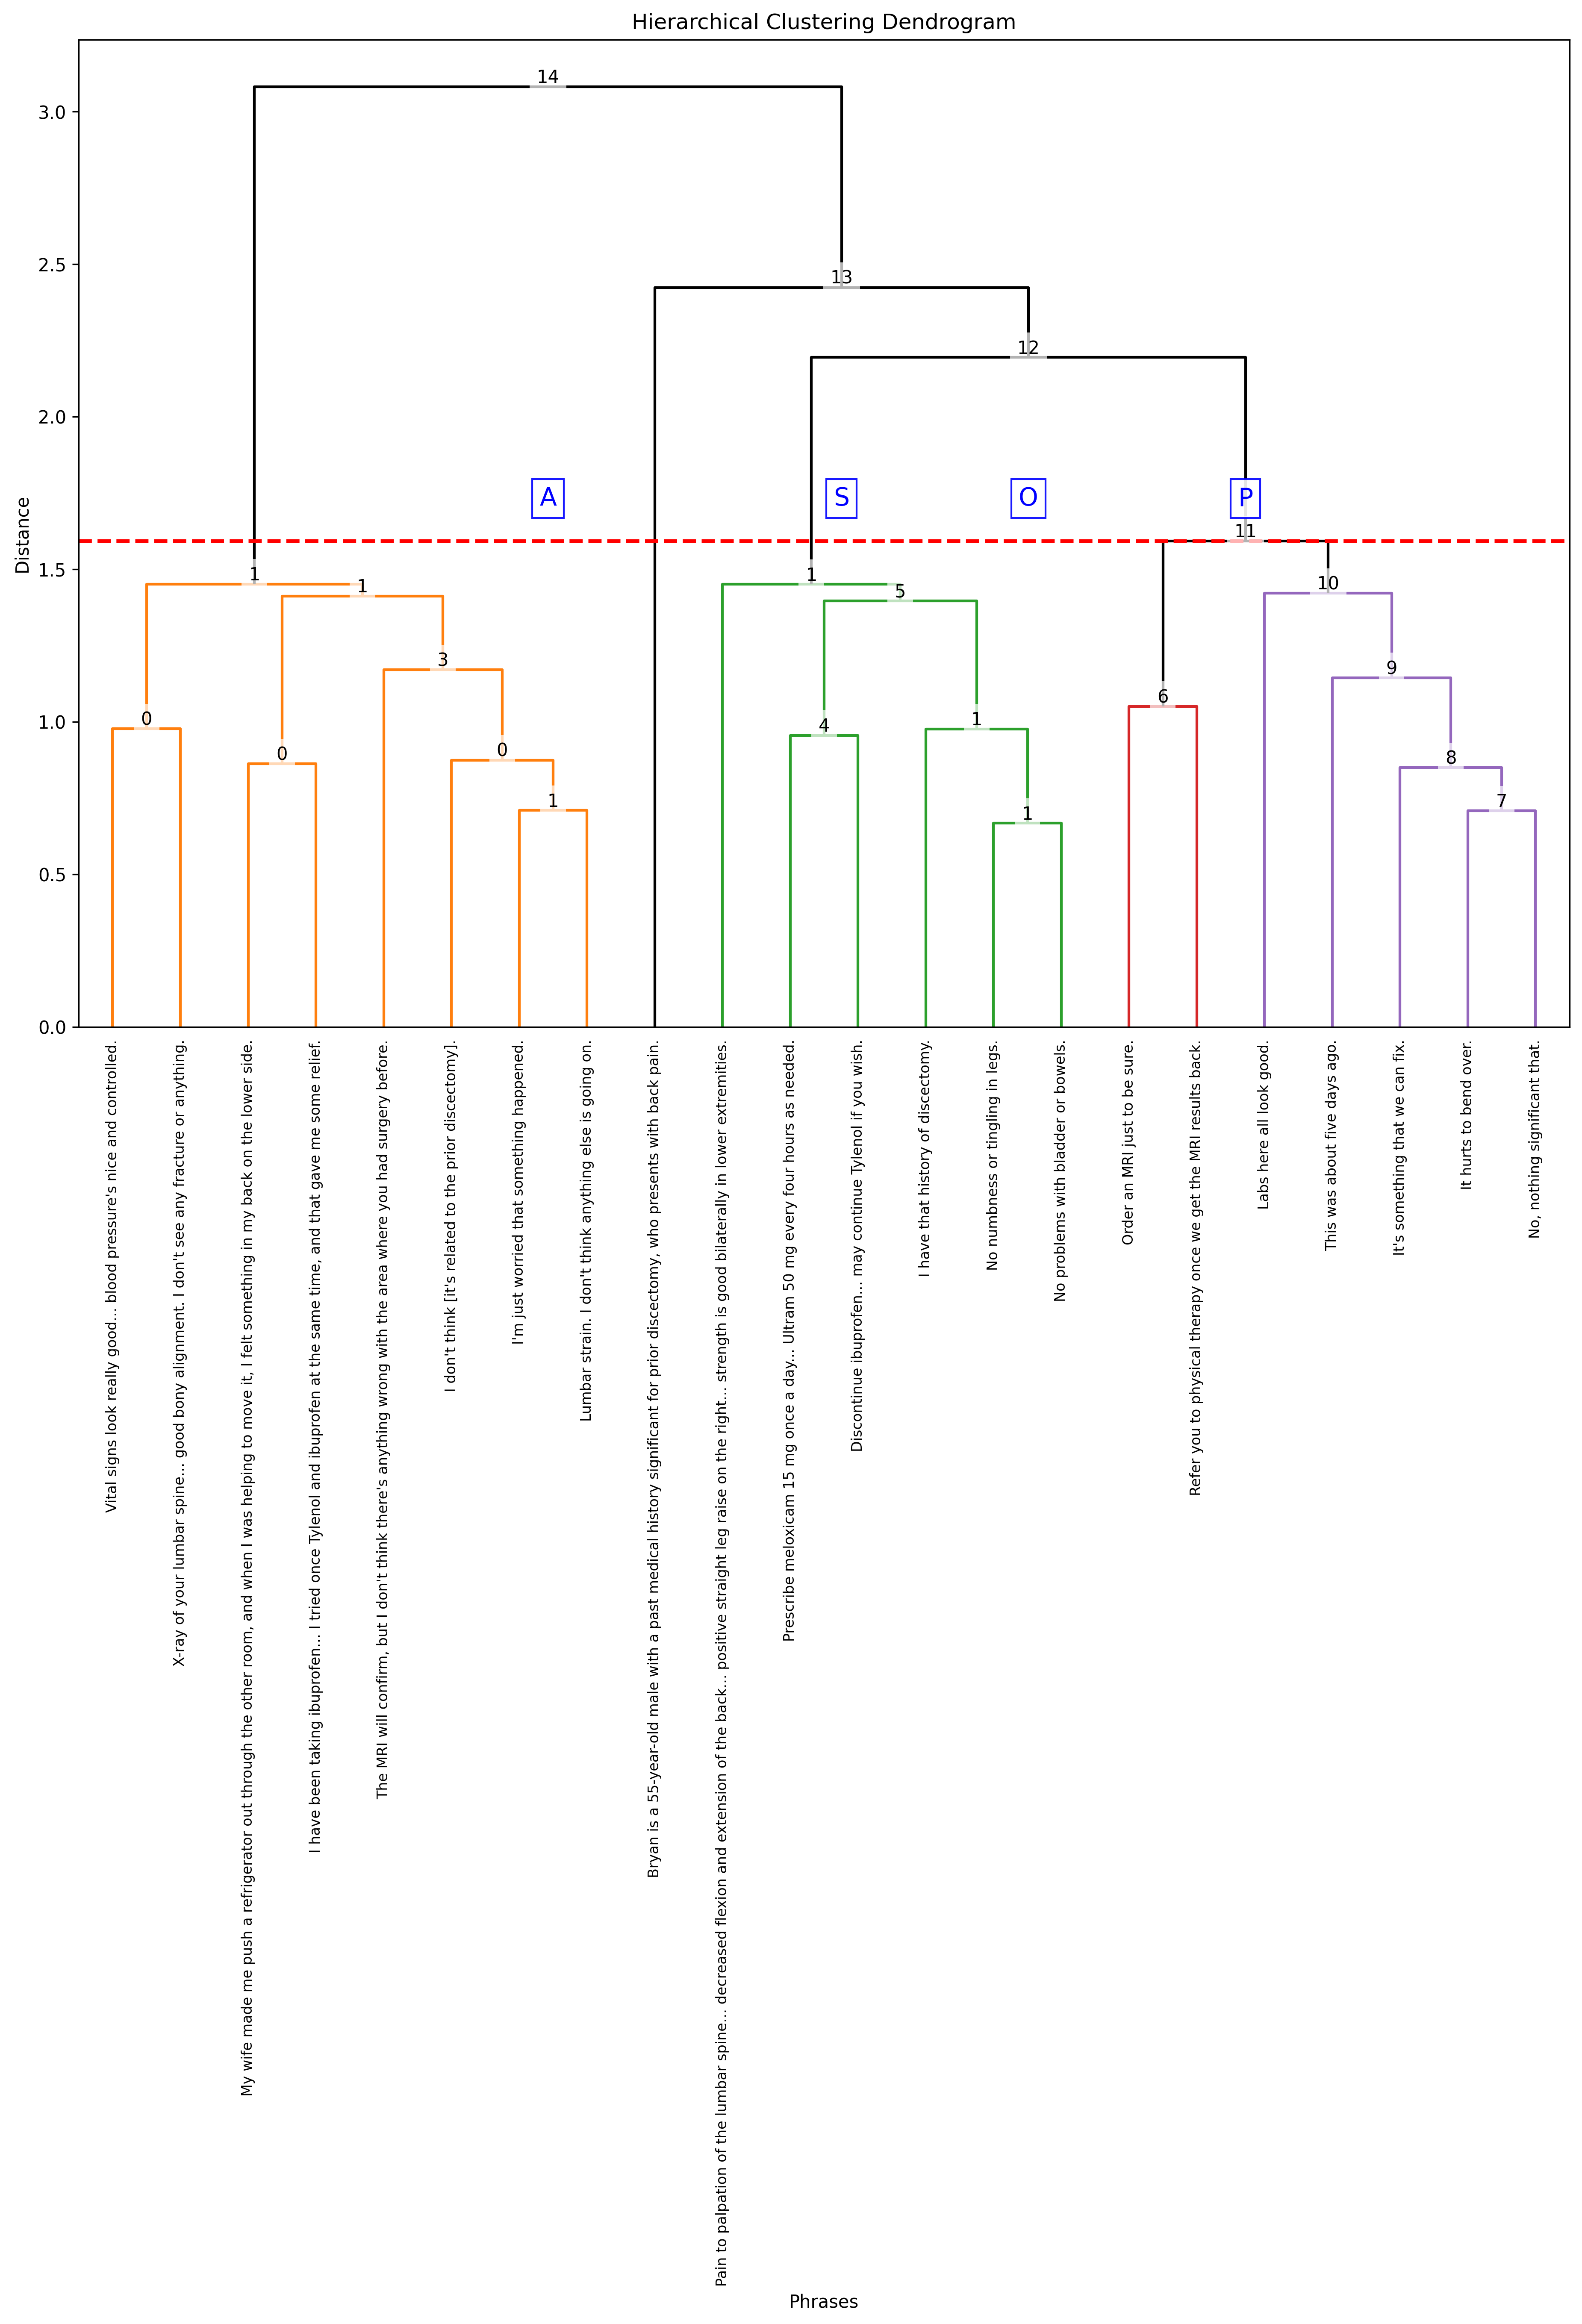 Hierarchical Clustering Dendrogram
14
3.0
2.5
13
12
2.0
A
S
O
P
11
Distance
1.5
1
1
1
5
10
3
9
6
1.0
0
4
1
0
0
8
1
7
1
0.5
0.0
Vital signs look really good... blood pressure's nice and controlled.
X-ray of your lumbar spine... good bony alignment. I don't see any fracture or anything.
My wife made me push a refrigerator out through the other room, and when I was helping to move it, I felt something in my back on the lower side.
I have been taking ibuprofen... I tried once Tylenol and ibuprofen at the same time, and that gave me some relief.
The MRI will confirm, but I don't think there's anything wrong with the area where you had surgery before.
I don't think [it's related to the prior discectomy].
I'm just worried that something happened.
Lumbar strain. I don't think anything else is going on.
Bryan is a 55-year-old male with a past medical history significant for prior discectomy, who presents with back pain.
Pain to palpation of the lumbar spine... decreased flexion and extension of the back... positive straight leg raise on the right... strength is good bilaterally in lower extremities.
Prescribe meloxicam 15 mg once a day... Ultram 50 mg every four hours as needed.
Discontinue ibuprofen... may continue Tylenol if you wish.
I have that history of discectomy.
No numbness or tingling in legs.
No problems with bladder or bowels.
Order an MRI just to be sure.
Refer you to physical therapy once we get the MRI results back.
Labs here all look good.
This was about five days ago.
It's something that we can fix.
It hurts to bend over.
No, nothing significant that.
Phrases